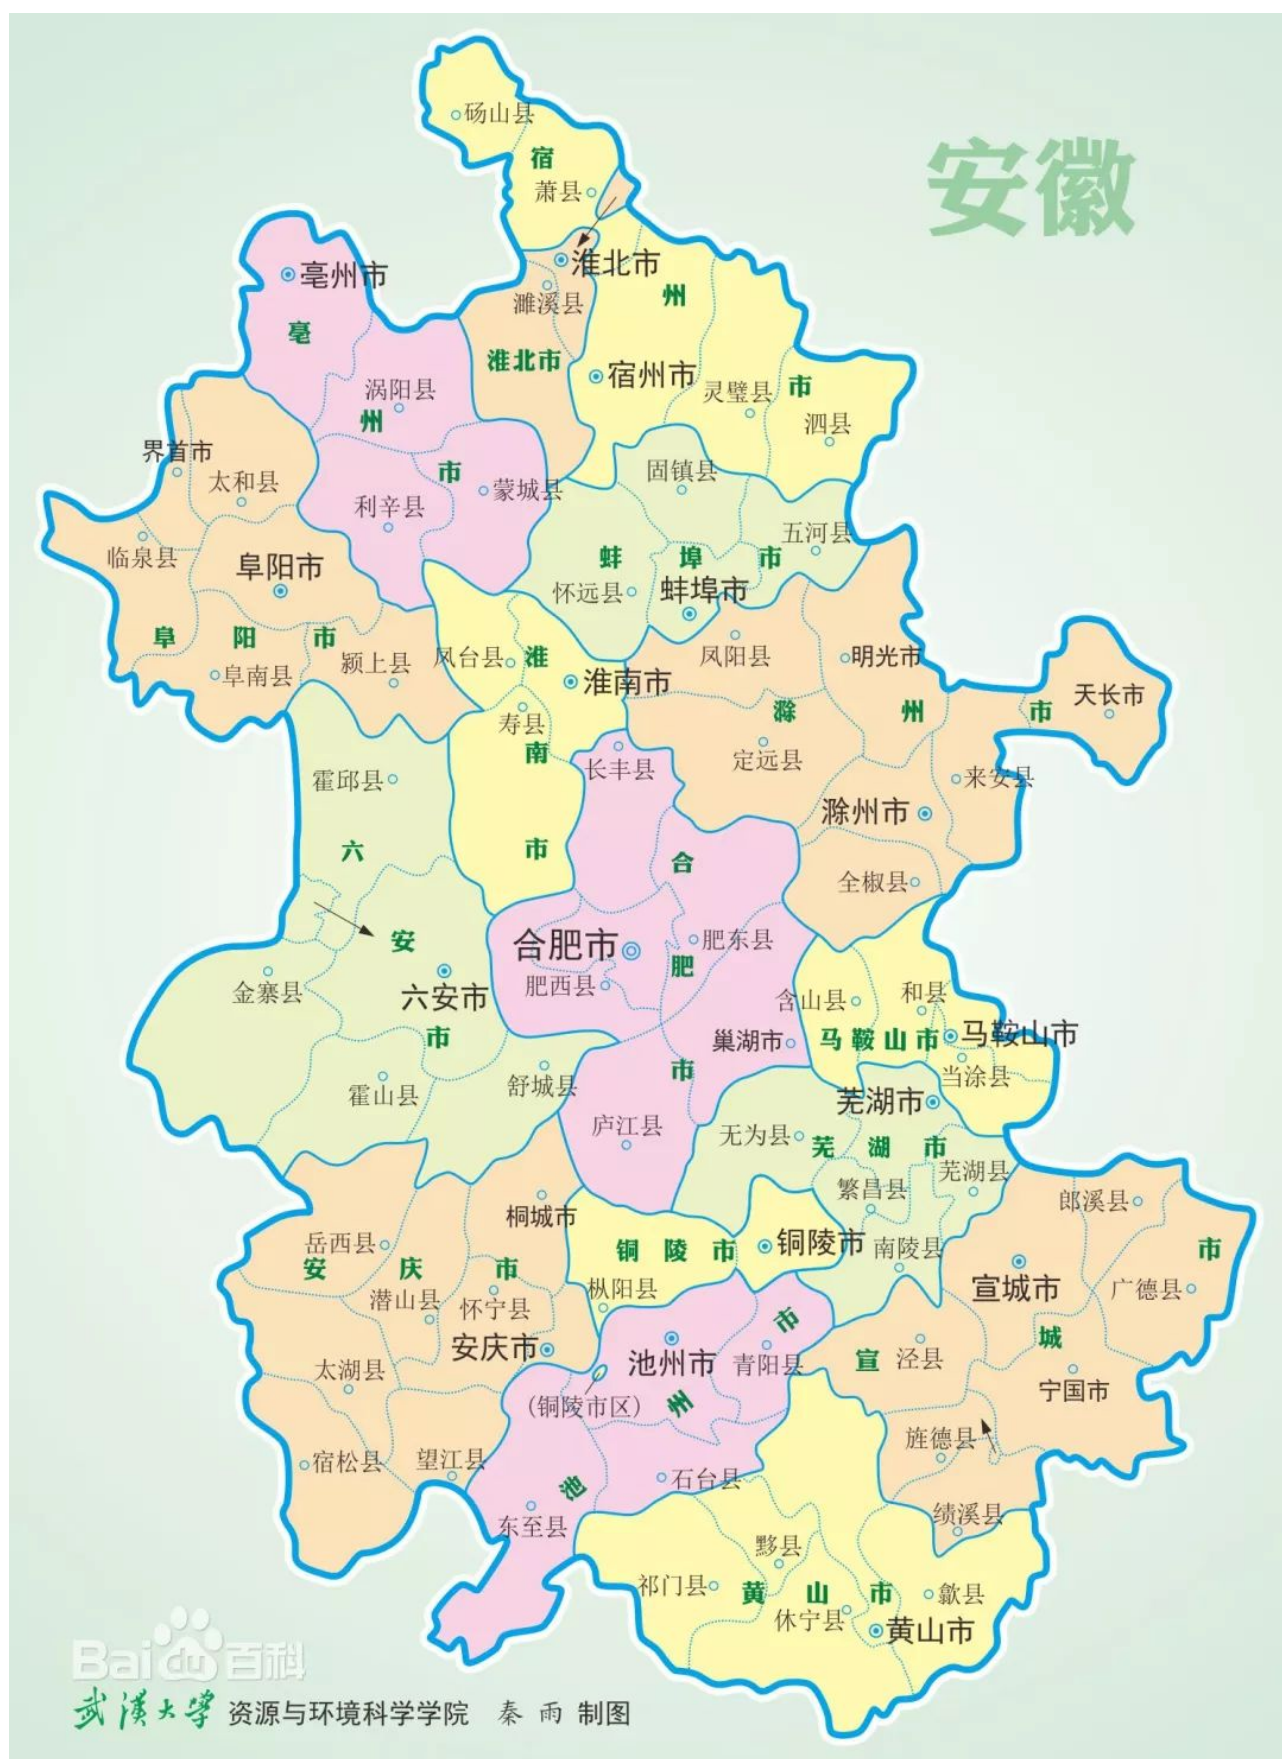 安徽
砀山县
宿
萧县
淮北市
亳州市
州
濉溪县
亳
淮北市
宿州市
市
涡阳县
灵璧县
州
泗县
界首市
市
固镇县
太和县
蒙城县
利辛县
五河县
临泉县
蚌
埠
市
阜阳市
怀远县
蚌埠市
阜
阳
市
颍上县
凤台县
淮
凤阳县
明光市
阜南县
淮南市
天长市
寿县
滁
州
市
南
长丰县
定远县
霍邱县
来安县
滁州市
六
市
合
全椒县
安
合肥市
肥东县
肥
金寨县
六安市
肥西县
含山县
和县
市
巢湖市
马鞍山市
马鞍山市
霍山县
舒城县
市
当涂县
芜湖市
庐江县
无为县
芜
湖
市
芜湖县
繁昌县
郎溪县
桐城市
岳西县
铜
陵
市
铜陵市
南陵县
市
安
庆
市
枞阳县
宣城市
广德县
潜山县
怀宁县
市
安庆市
池州市
青阳县
宣
泾县
城
太湖县
宁国市
(铜陵市区)
州
旌德县
宿松县
望江县
石台县
池
东至县
绩溪县
黟县
祁门县
黄
山
市
歙县
休宁县
黄山市
Bai du 百科
武汉大学 资源与环境科学学院 秦雨 制图